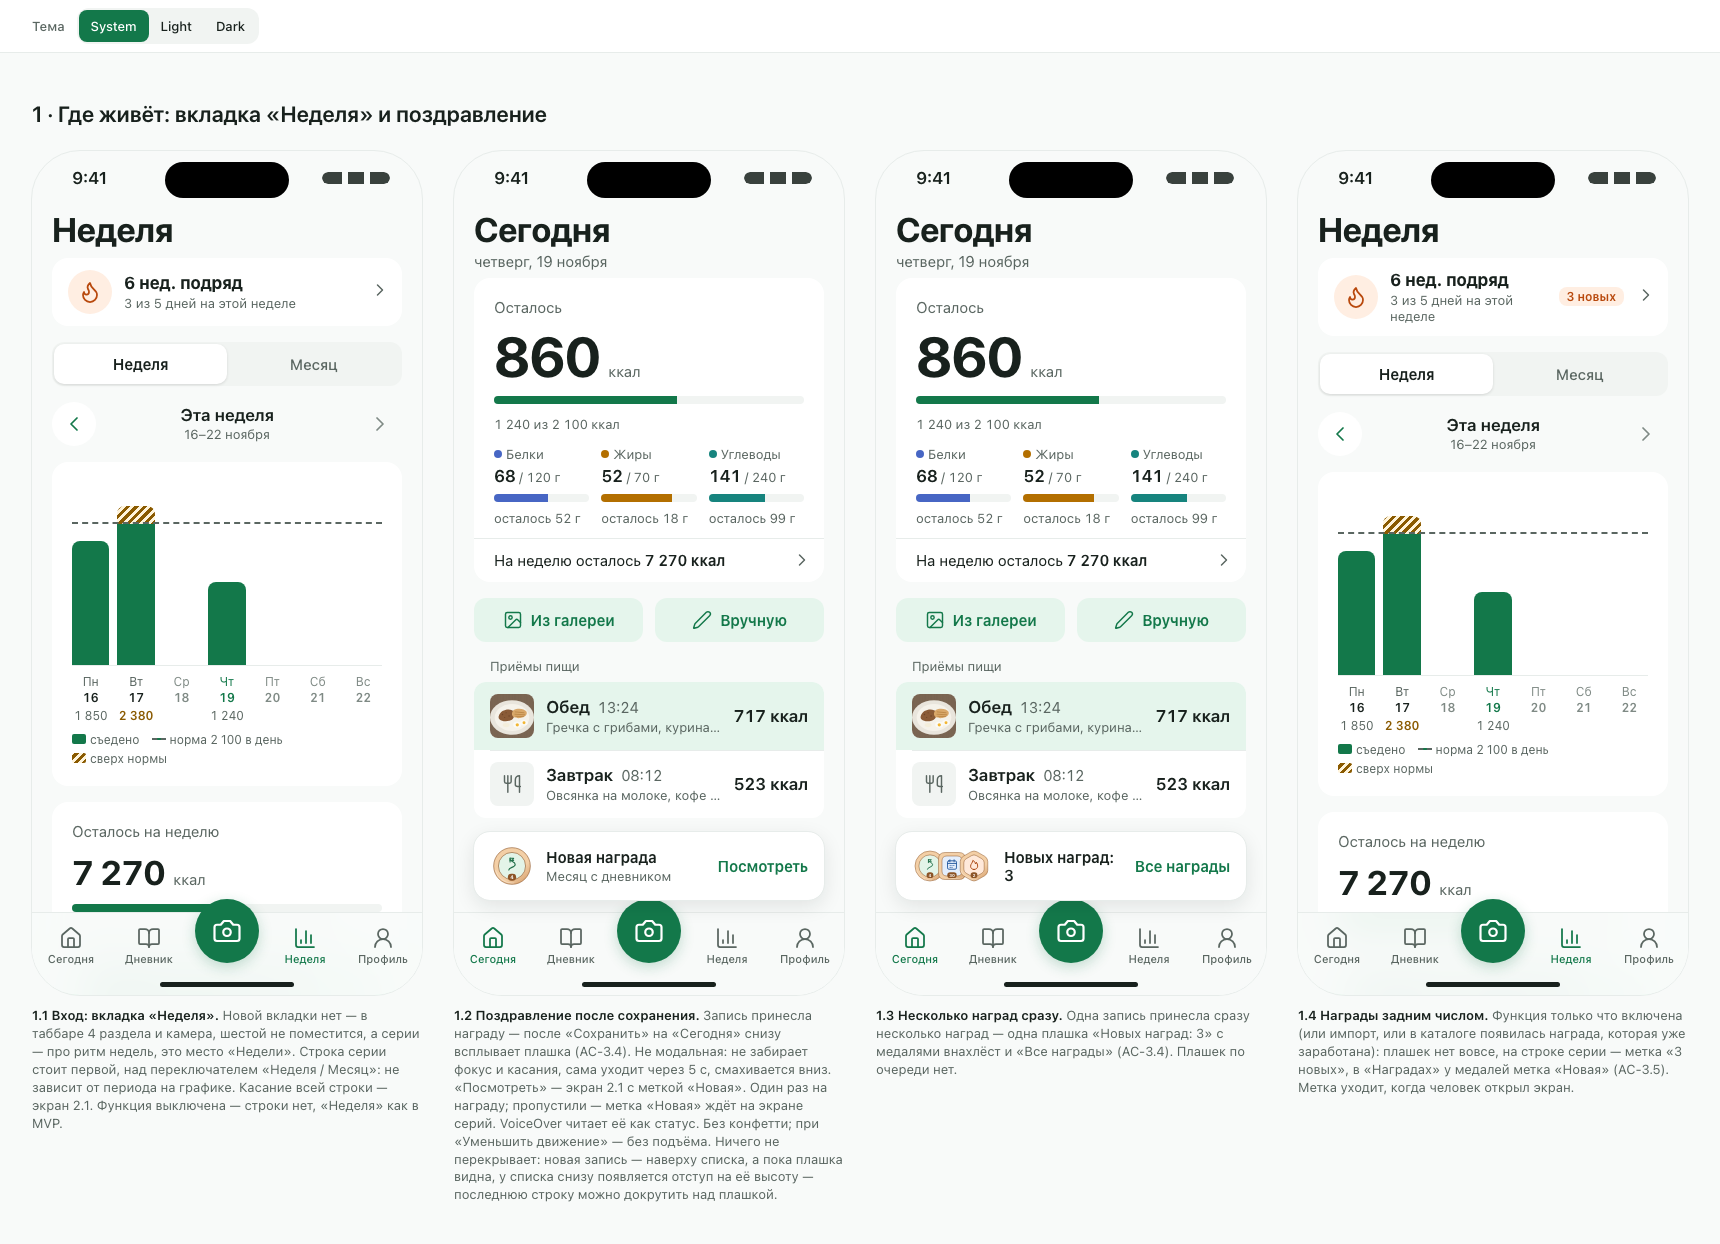 Тема System Light Dark
1 · Где живёт: вкладка «Неделя» и поздравление
9:41
Неделя
6 нед. подряд
3 из 5 дней на этой неделе
Неделя Месяц
Эта неделя
16–22 ноября
Пн Вт Ср Чт Пт Сб Вс
16 17 18 19 20 21 22
1 850 2 380 1 240
съедено норма 2 100 в день
сверх нормы
Осталось на неделю
7 270 ккал
Сегодня Дневник Неделя Профиль
1.1 Вход: вкладка «Неделя». Новой вкладки нет — в
таббаре 4 раздела и камера, шестой не поместится, а серии
— про ритм недель, это место «Недели». Строка серии
стоит первой, над переключателем «Неделя / Месяц»: не
зависит от периода на графике. Касание всей строки —
экран 2.1. Функция выключена — строки нет, «Неделя» как в
MVP.
9:41
Сегодня
четверг, 19 ноября
Осталось
860 ккал
1 240 из 2 100 ккал
Белки Жиры Углеводы
68 / 120 г 52 / 70 г 141 / 240 г
осталось 52 г осталось 18 г осталось 99 г
На неделю осталось 7 270 ккал
Из галереи Вручную
Приёмы пищи
Обед 13:24 717 ккал
Гречка с грибами, курина...
Завтрак 08:12 523 ккал
Овсянка на молоке, кофе ...
Новая награда
Месяц с дневником
Посмотреть
Сегодня Дневник Неделя Профиль
1.2 Поздравление после сохранения. Запись принесла
награду — после «Сохранить» на «Сегодня» снизу
всплывает плашка (AC-3.4). Не модальная: не забирает
фокус и касания, сама уходит через 5 с, смахивается вниз.
«Посмотреть» — экран 2.1 с меткой «Новая». Один раз на
награду; пропустили — метка «Новая» ждёт на экране
серий. VoiceOver читает её как статус. Без конфетти; при
«Уменьшить движение» — без подъёма. Ничего не
перекрывает: новая запись — наверху списка, а пока плашка
видна, у списка снизу появляется отступ на её высоту —
последнюю строку можно докрутить над плашкой.
9:41
Сегодня
четверг, 19 ноября
Осталось
860 ккал
1 240 из 2 100 ккал
Белки Жиры Углеводы
68 / 120 г 52 / 70 г 141 / 240 г
осталось 52 г осталось 18 г осталось 99 г
На неделю осталось 7 270 ккал
Из галереи Вручную
Приёмы пищи
Обед 13:24 717 ккал
Гречка с грибами, курина...
Завтрак 08:12 523 ккал
Овсянка на молоке, кофе ...
Новых наград:
3
Все награды
Сегодня Дневник Неделя Профиль
1.3 Несколько наград сразу. Одна запись принесла сразу
несколько наград — одна плашка «Новых наград: 3» с
медалями внахлёст и «Все награды» (AC-3.4). Плашек по
очереди нет.
9:41
Неделя
6 нед. подряд
3 из 5 дней на этой
неделе
3 новых
Неделя Месяц
Эта неделя
16–22 ноября
Пн Вт Ср Чт Пт Сб Вс
16 17 18 19 20 21 22
1 850 2 380 1 240
съедено норма 2 100 в день
сверх нормы
Осталось на неделю
7 270 ккал
Сегодня Дневник Неделя Профиль
1.4 Награды задним числом. Функция только что включена
(или импорт, или в каталоге появилась награда, которая уже
заработана): плашек нет вовсе, на строке серии — метка «3
новых», в «Наградах» у медалей метка «Новая» (AC-3.5).
Метка уходит, когда человек открыл экран.